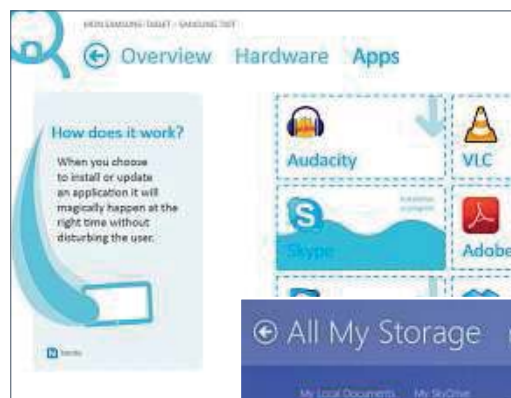 Overview Hardware Apps
How does it work?
When you choose
to install or update
an application it will
magically happen at the
right time without
disturbing the user.
Audacity
VLC
Skype
Adobe
All My Storage
My Local Documents My SkyDrive